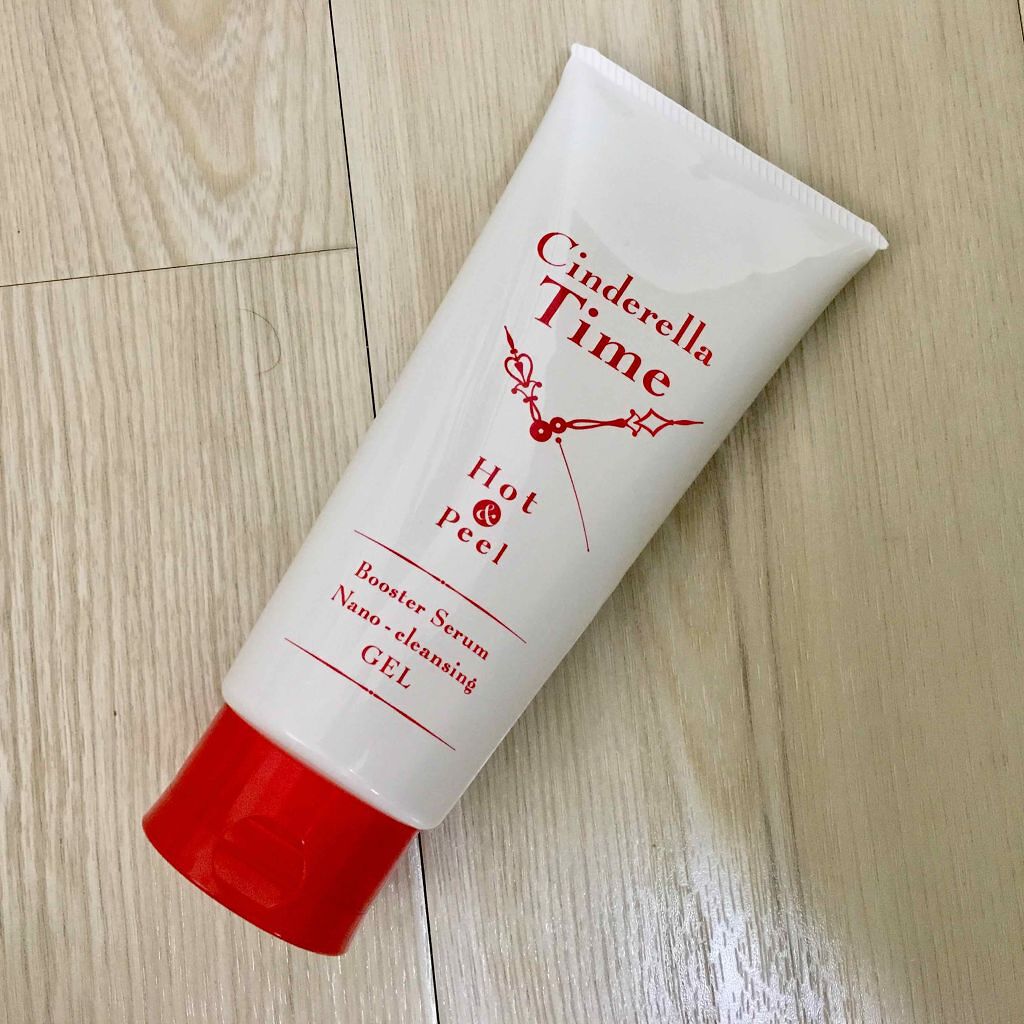 Cinderella
Time
Hot
&
Peel
Booster Serum
Nano-cleansing
GEL